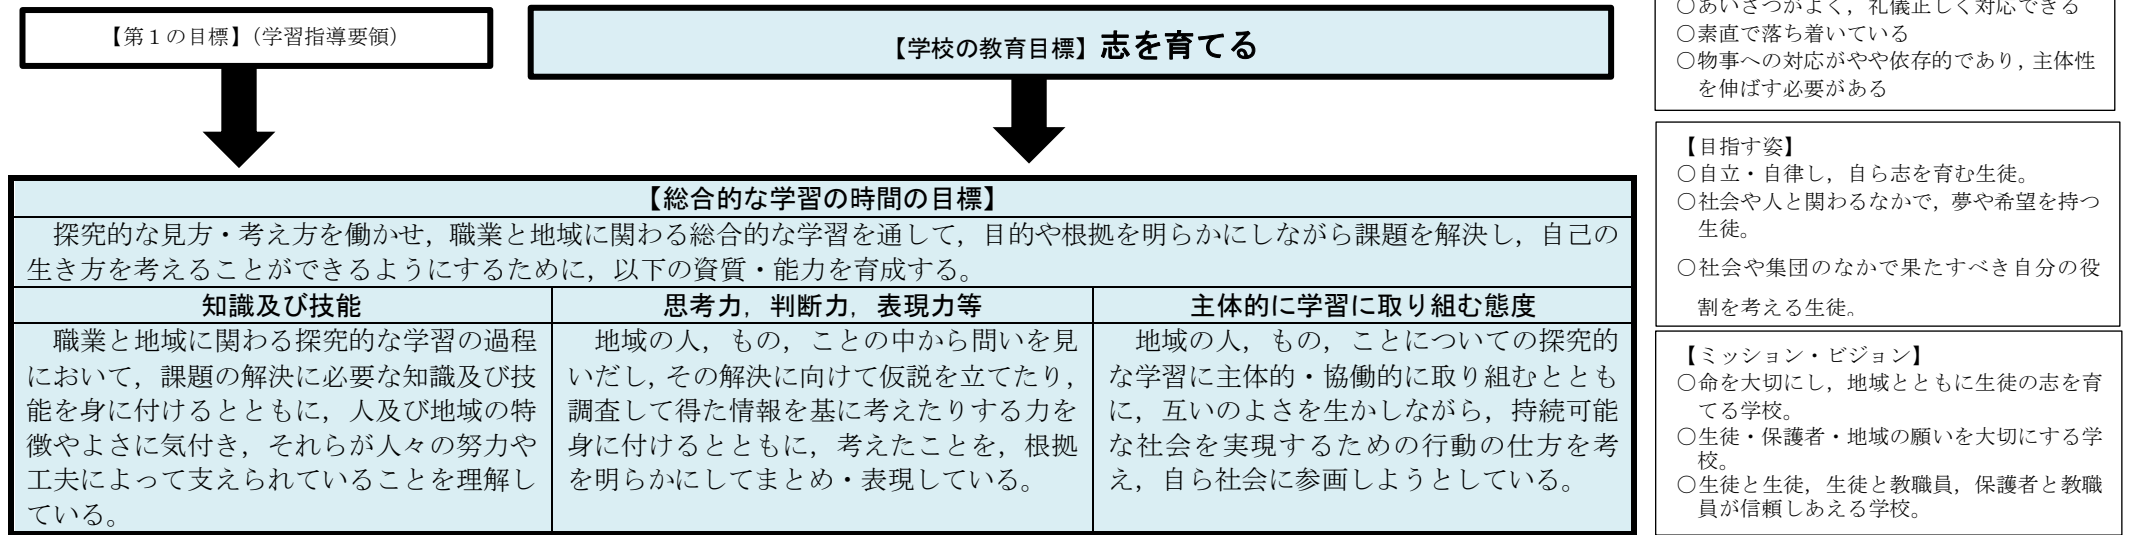 【第１の目標】（学習指導要領）
【学校の教育目標】志を育てる
【総合的な学習の時間の目標】
探究的な見方・考え方を働かせ，職業と地域に関わる総合的な学習を通して，目的や根拠を明らかにしながら課題を解決し，自己の
生き方を考えることができるようにするために，以下の資質・能力を育成する。
知識及び技能
職業と地域に関わる探究的な学習の過程
において，課題の解決に必要な知識及び技
能を身に付けるとともに，人及び地域の特
徴やよさに気付き，それらが人々の努力や
工夫によって支えられていることを理解し
ている。
思考力，判断力，表現力等
地域の人，もの，ことの中から問いを見
いだし，その解決に向けて仮説を立てたり，
調査して得た情報を基に考えたりする力を
身に付けるとともに，考えたことを，根拠
を明らかにしてまとめ・表現している。
主体的に学習に取り組む態度
地域の人，もの，ことについての探究的
な学習に主体的・協働的に取り組むととも
に，互いのよさを生かしながら，持続可能
な社会を実現するための行動の仕方を考
え，自ら社会に参画しようとしている。
○あいさつがよく，礼儀正しく対応できる
○素直で落ち着いている
○物事への対応がやや依存的であり，主体性
を伸ばす必要がある
【目指す姿】
○自立・自律し，自ら志を育む生徒。
○社会や人と関わるなかで，夢や希望を持つ
生徒。
○社会や集団のなかで果たすべき自分の役
割を考える生徒。
【ミッション・ビジョン】
○命を大切にし，地域とともに生徒の志を育
てる学校。
○生徒・保護者・地域の願いを大切にする学
校。
○生徒と生徒，生徒と教職員，保護者と教職
員が信頼しあえる学校。